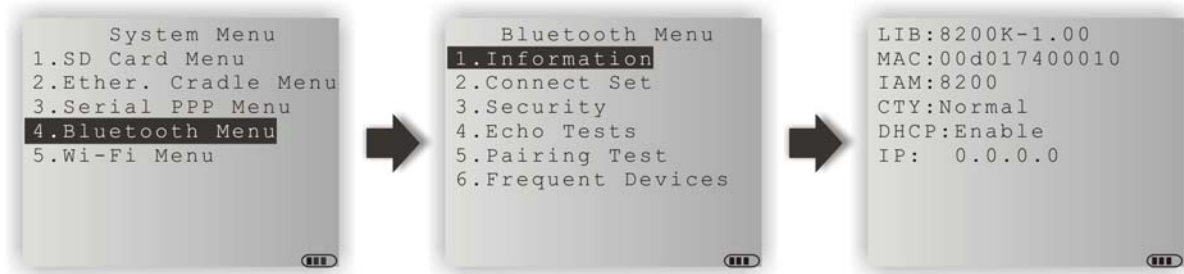 System Menu
1.SD Card Menu
2.Ether. Cradle Menu
3.Serial PPP Menu
4.Bluetooth Menu
5.Wi-Fi Menu
Bluetooth Menu
1.Information
2.Connect Set
3.Security
4.Echo Tests
5.Pairing Test
6.Frequent Devices
LIB:8200K-1.00
MAC:00d017400010
IAM:8200
CTY:Normal
DHCP:Enable
IP: 0.0.0.0